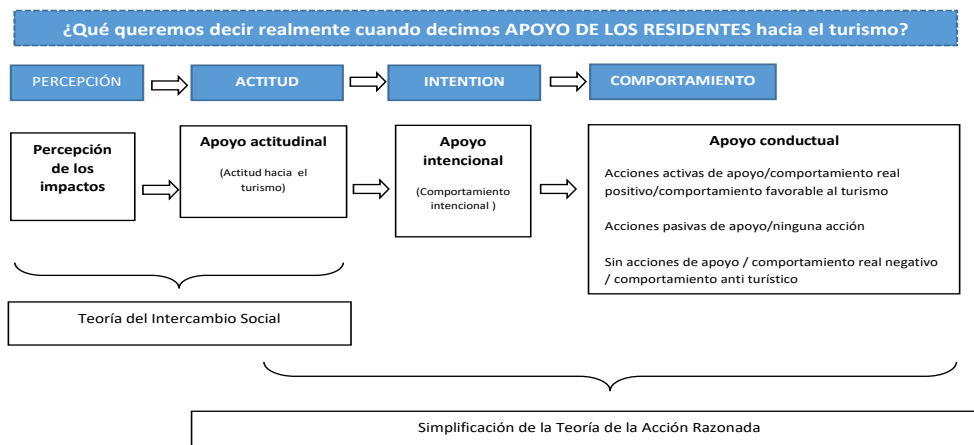 ¿Qué queremos decir realmente cuando decimos APOYO DE LOS RESIDENTES hacia el turismo?
PERCEPCIÓN
ACTITUD
INTENTION
COMPORTAMIENTO
Percepción
de los
impactos
Apoyo actitudinal
(Actitud hacia el
turismo)
Apoyo
intencional
(Comportamiento
intencional )
Apoyo conductual
Acciones activas de apoyo/comportamiento real
positivo/comportamiento favorable al turismo
Acciones pasivas de apoyo/ninguna acción
Sin acciones de apoyo / comportamiento real negativo
/ comportamiento anti turístico
Teoría del Intercambio Social
Simplificación de la Teoría de la Acción Razonada